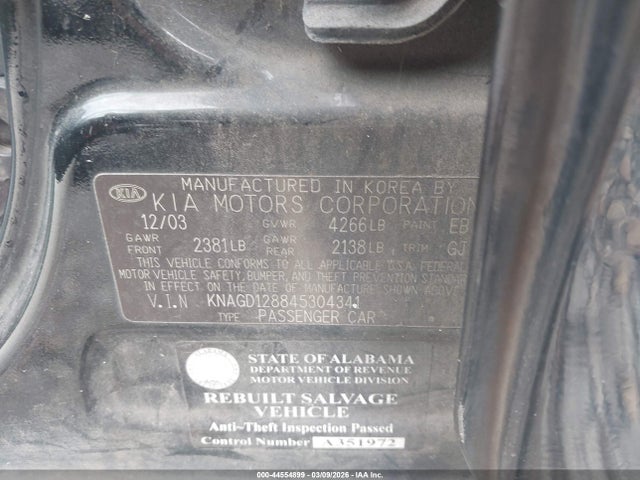 MANUFACTURED IN KOREA BY
KIA KIA MOTORS CORPORATION
12/03 GVWR 4266LB PAINT EB
GAWR FRONT 2381LB GAWR REAR 2138LB TRIM GJ
THIS VEHICLE CONFORMS TO ALL APPLICABLE U.S.A. FEDERAL
MOTOR VEHICLE SAFETY, BUMPER, AND THEFT PREVENTION STANDARD
IN EFFECT ON THE DATE OF MANUFACTURE SHOWN ABOVE
V.I.N KNAGD128845304341
TYPE PASSENGER CAR
STATE OF ALABAMA
DEPARTMENT OF REVENUE
MOTOR VEHICLE DIVISION
REBUILT SALVAGE
VEHICLE
Anti~Theft Inspection Passed
Control Number A351972
000-44554899 - 03/09/2026 - IAAI, Inc.